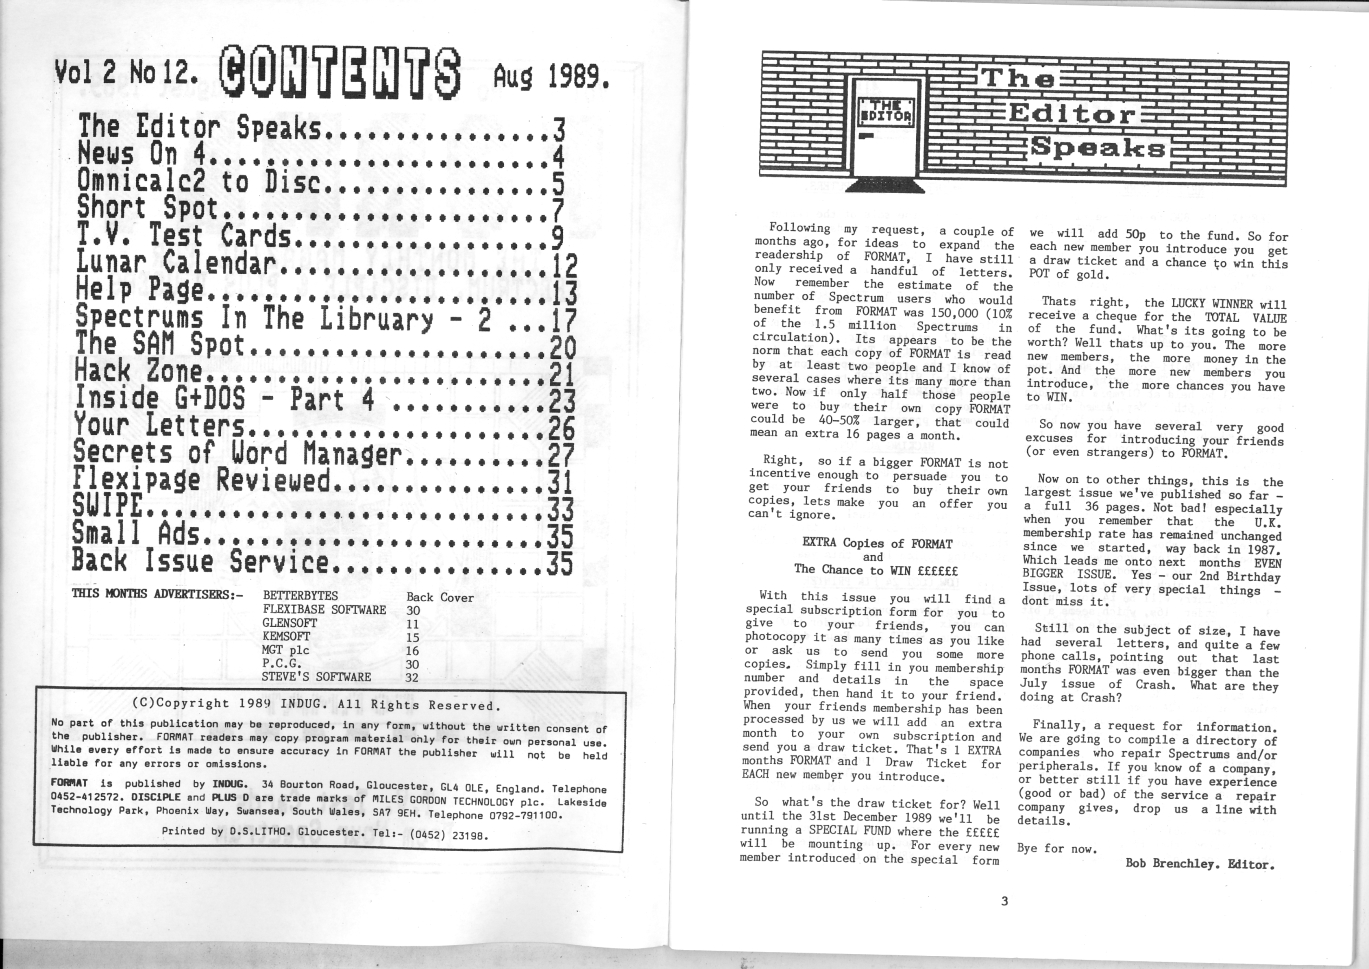 Vol 2 No 12. CONTENTS Aug 1989.
The Editor Speaks................3
News On 4........................4
Omnicalc2 to Disc................5
Short Spot.......................7
T.V. Test Cards..................9
Lunar Calendar...................12
Help Page........................13
Spectrums In The Libruary - 2 ...17
The SAM Spot.....................20
Hack Zone........................21
Inside G+DOS - Part 4 ...........23
Your Letters.....................26
Secrets of Word Manager..........27
Flexipage Reviewed...............31
SWIPE............................33
Small Ads........................35
Back Issue Service...............35
THIS MONTHS ADVERTISERS:- BETTERBYTES Back Cover
FLEXIBASE SOFTWARE 30
GLENSOFT 11
KEMSOFT 15
MGT plc 16
P.C.G. 30
STEVE'S SOFTWARE 32
(C)Copyright 1989 INDUG. All Rights Reserved.
No part of this publication may be reproduced, in any form, without the written consent of
the publisher. FORMAT readers may copy program material only for their own personal use.
While every effort is made to ensure accuracy in FORMAT the publisher will not be held
liable for any errors or omissions.
FORMAT is published by INDUG. 34 Bourton Road, Gloucester, GL4 0LE, England. Telephone
0452-412572. DISCIPLE and PLUS D are trade marks of MILES GORDON TECHNOLOGY plc. Lakeside
Technology Park, Phoenix Way, Swansea, South Wales, SA7 9EH. Telephone 0792-791100.
Printed by D.S.LITHO. Gloucester. Tel:- (0452) 23198.
THE
EDITOR
The
Editor
Speaks
Following my request, a couple of
months ago, for ideas to expand the
readership of FORMAT, I have still
only received a handful of letters.
Now remember the estimate of the
number of Spectrum users who would
benefit from FORMAT was 150,000 (10%
of the 1.5 million Spectrums in
circulation). Its appears to be the
norm that each copy of FORMAT is read
by at least two people and I know of
several cases where its many more than
two. Now if only half those people
were to buy their own copy FORMAT
could be 40-50% larger, that could
mean an extra 16 pages a month.
Right, so if a bigger FORMAT is not
incentive enough to persuade you to
get your friends to buy their own
copies, lets make you an offer you
can't ignore.
EXTRA Copies of FORMAT
and
The Chance to WIN ££££££
With this issue you will find a
special subscription form for you to
give to your friends, you can
photocopy it as many times as you like
or ask us to send you some more
copies. Simply fill in you membership
number and details in the space
provided, then hand it to your friend.
When your friends membership has been
processed by us we will add an extra
month to your own subscription and
send you a draw ticket. That's 1 EXTRA
months FORMAT and 1 Draw Ticket for
EACH new member you introduce.
So what's the draw ticket for? Well
until the 31st December 1989 we'll be
running a SPECIAL FUND where the £££££
will be mounting up. For every new
member introduced on the special form
we will add 50p to the fund. So for
each new member you introduce you get
a draw ticket and a chance to win this
POT of gold.
Thats right, the LUCKY WINNER will
receive a cheque for the TOTAL VALUE
of the fund. What's its going to be
worth? Well thats up to you. The more
new members, the more money in the
pot. And the more new members you
introduce, the more chances you have
to WIN.
So now you have several very good
excuses for introducing your friends
(or even strangers) to FORMAT.
Now on to other things, this is the
largest issue we've published so far -
a full 36 pages. Not bad! especially
when you remember that the U.K.
membership rate has remained unchanged
since we started, way back in 1987.
Which leads me onto next months EVEN
BIGGER ISSUE. Yes - our 2nd Birthday
Issue, lots of very special things -
dont miss it.
Still on the subject of size, I have
had several letters, and quite a few
phone calls, pointing out that last
months FORMAT was even bigger than the
July issue of Crash. What are they
doing at Crash?
Finally, a request for information.
We are going to compile a directory of
companies who repair Spectrums and/or
peripherals. If you know of a company,
or better still if you have experience
(good or bad) of the service a repair
company gives, drop us a line with
details.
Bye for now.
Bob Brenchley. Editor.
3